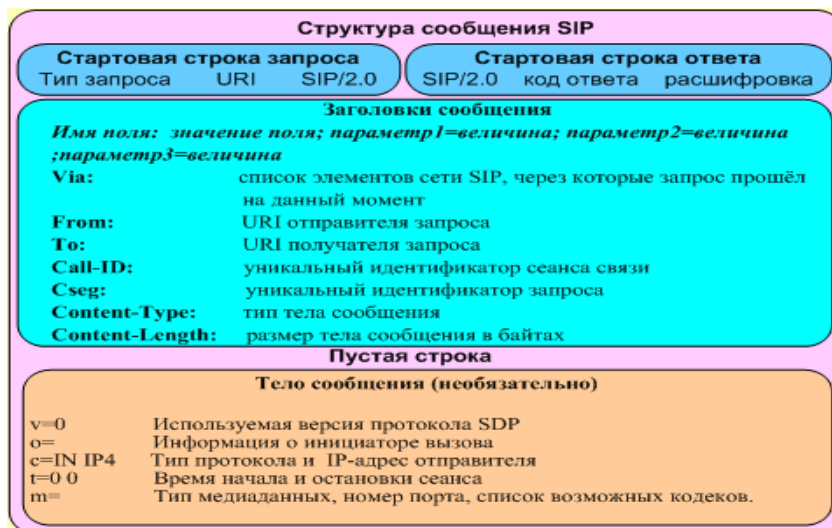 Структура сообщения SIP
Стартовая строка запроса
Тип запроса URI SIP/2.0
Стартовая строка ответа
SIP/2.0 код ответа расшифровка
Заголовки сообщения
Имя поля: значение поля; параметр1=величина; параметр2=величина
;параметр3=величина
Via: список элементов сети SIP, через которые запрос прошёл
на данный момент
From: URI отправителя запроса
To: URI получателя запроса
Call-ID: уникальный идентификатор сеанса связи
Cseg: уникальный идентификатор запроса
Content-Type: тип тела сообщения
Content-Length: размер тела сообщения в байтах
Пустая строка
Тело сообщения (необязательно)
v=0 Используемая версия протокола SDP
o= Информация о инициаторе вызова
c=IN IP4 Тип протокола и IP-адрес отправителя
t=0 0 Время начала и остановки сеанса
m= Тип медиаданных, номер порта, список возможных кодеков.